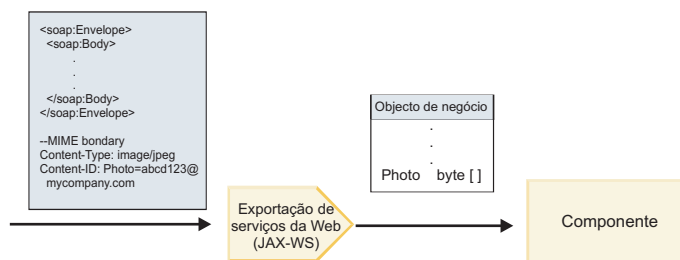 <soap:Envelope>
<soap:Body>
.
.
.
</soap:Body>
</soap:Envelope>
--MIME bondary
Content-Type: image/jpeg
Content-ID: Photo=abcd123@
mycompany.com
Exportação de
serviços da Web
(JAX-WS)
Objecto de negócio
.
.
.
Photo byte [ ]
Componente